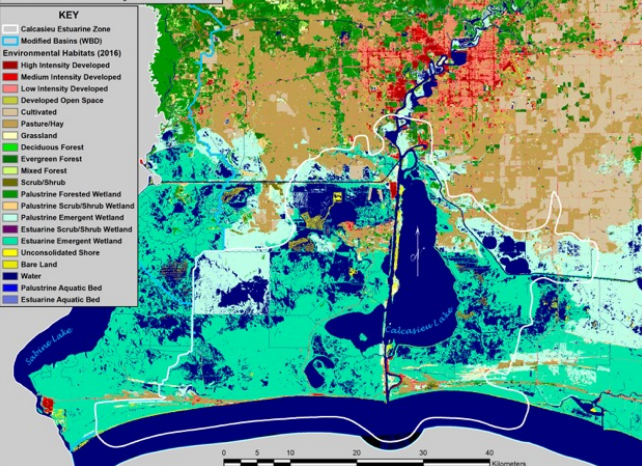 KEY
Calcasieu Estuarine Zone
Modified Basins (WBD)
Environmental Habitats (2016)
High Intensity Developed
Medium Intensity Developed
Low Intensity Developed
Developed Open Space
Cultivated
Pasture/Hay
Grassland
Deciduous Forest
Evergreen Forest
Mixed Forest
Scrub/Shrub
Palustrine Forested Wetland
Palustrine Scrub/Shrub Wetland
Palustrine Emergent Wetland
Estuarine Scrub/Shrub Wetland
Estuarine Emergent Wetland
Unconsolidated Shore
Bare Land
Water
Palustrine Aquatic Bed
Estuarine Aquatic Bed
Sabine Lake
Calcasieu Lake
0 5 10 20 30 40
Kilometers